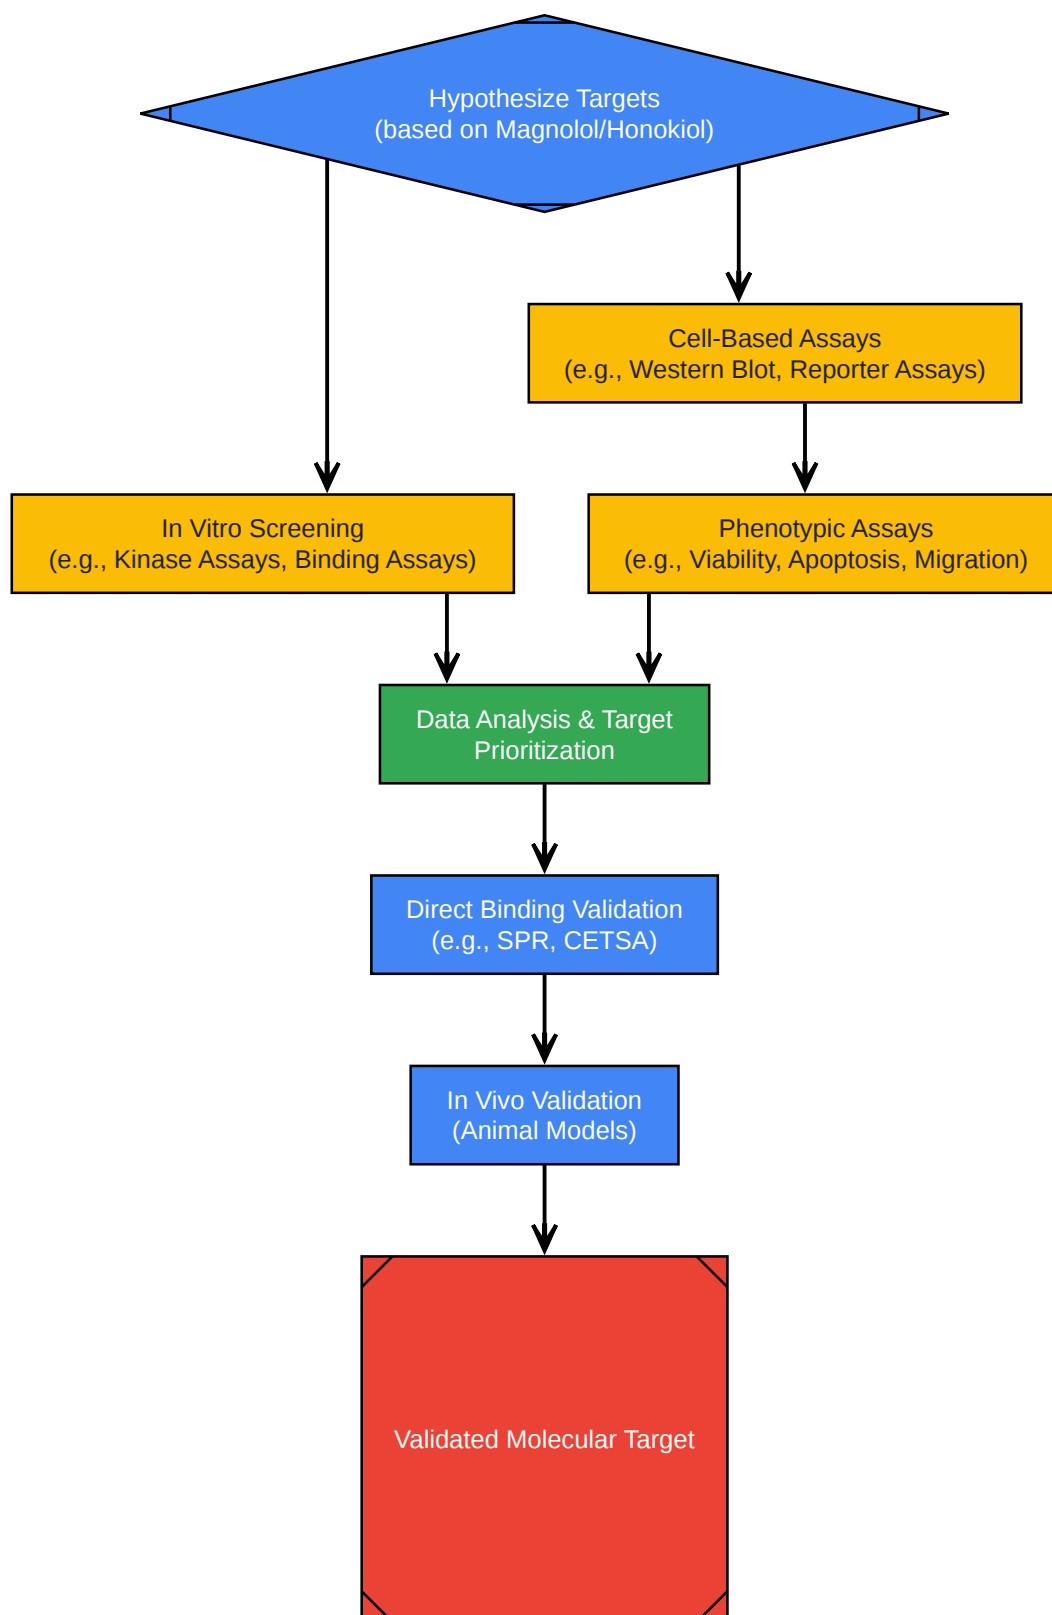 Hypothesize Targets
(based on Magnolol/Honokiol)
Cell-Based Assays
(e.g., Western Blot, Reporter Assays)
In Vitro Screening
(e.g., Kinase Assays, Binding Assays)
Phenotypic Assays
(e.g., Viability, Apoptosis, Migration)
Data Analysis & Target
Prioritization
Direct Binding Validation
(e.g., SPR, CETSA)
In Vivo Validation
(Animal Models)
Validated Molecular Target